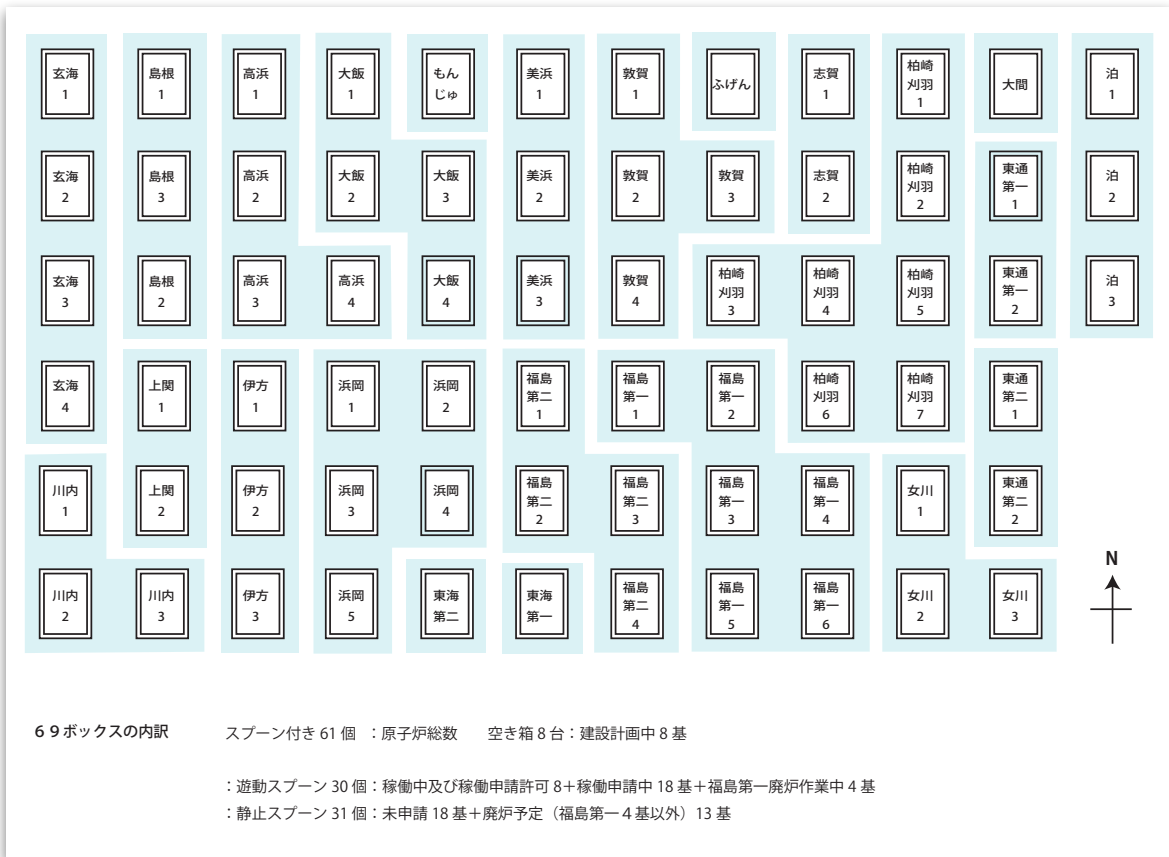 玄海
1
島根
1
高浜
1
大飯
1
もん
じゅ
美浜
1
敦賀
1
ふげん
志賀
1
柏崎
刈羽
1
大間
泊
1
玄海
2
島根
3
高浜
2
大飯
2
大飯
3
美浜
2
敦賀
2
敦賀
3
志賀
2
柏崎
刈羽
2
東通
第一
1
泊
2
玄海
3
島根
2
高浜
3
高浜
4
大飯
4
美浜
3
敦賀
4
柏崎
刈羽
3
柏崎
刈羽
4
柏崎
刈羽
5
東通
第一
2
泊
3
玄海
4
上関
1
伊方
1
浜岡
1
浜岡
2
福島
第二
1
福島
第一
1
福島
第一
2
柏崎
刈羽
6
柏崎
刈羽
7
東通
第二
1
川内
1
上関
2
伊方
2
浜岡
3
浜岡
4
福島
第二
2
福島
第二
3
福島
第一
3
福島
第一
4
女川
1
東通
第二
2
川内
2
川内
3
伊方
3
浜岡
5
東海
第二
東海
第一
福島
第二
4
福島
第一
5
福島
第一
6
女川
2
女川
3
N
69ボックスの内訳 スプーン付き 61 個 :原子炉総数 空き箱 8 台:建設計画中 8 基
:遊動スプーン 30 個:稼働中及び稼働申請許可 8+稼働申請中 18 基+福島第一廃炉作業中 4 基
:静止スプーン 31 個:未申請 18 基+廃炉予定(福島第一4基以外)13 基